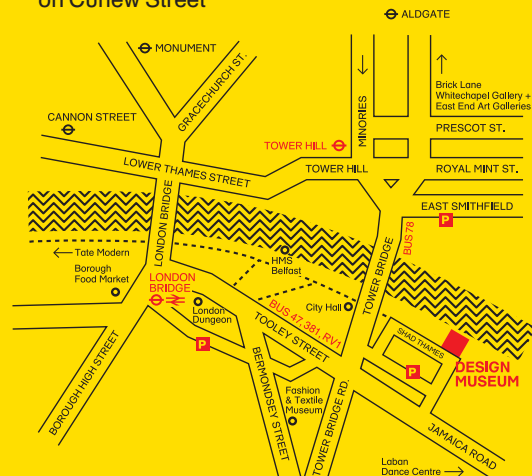 on Curlew Street
ALDGATE
MONUMENT
GRACECHURCH ST.
Brick Lane
Whitechapel Gallery +
East End Art Galleries
CANNON STREET
MINORIES
PRESCOT ST.
TOWER HILL
LOWER THAMES STREET
TOWER HILL
ROYAL MINT ST.
EAST SMITHFIELD
P
LONDON BRIDGE
BUS 78
Tate Modern
HMS
Belfast
TOWER BRIDGE
Borough
Food Market
LONDON
BRIDGE
London
Dungeon
City Hall
BUS 47,381,RV1
TOOLEY STREET
SHAD THAMES
P
P
DESIGN
MUSEUM
BOROUGH HIGH STREET
BERMONDSEY STREET
Fashion
& Textile
Museum
TOWER BRIDGE RD.
JAMAICA ROAD
Laban
Dance Centre